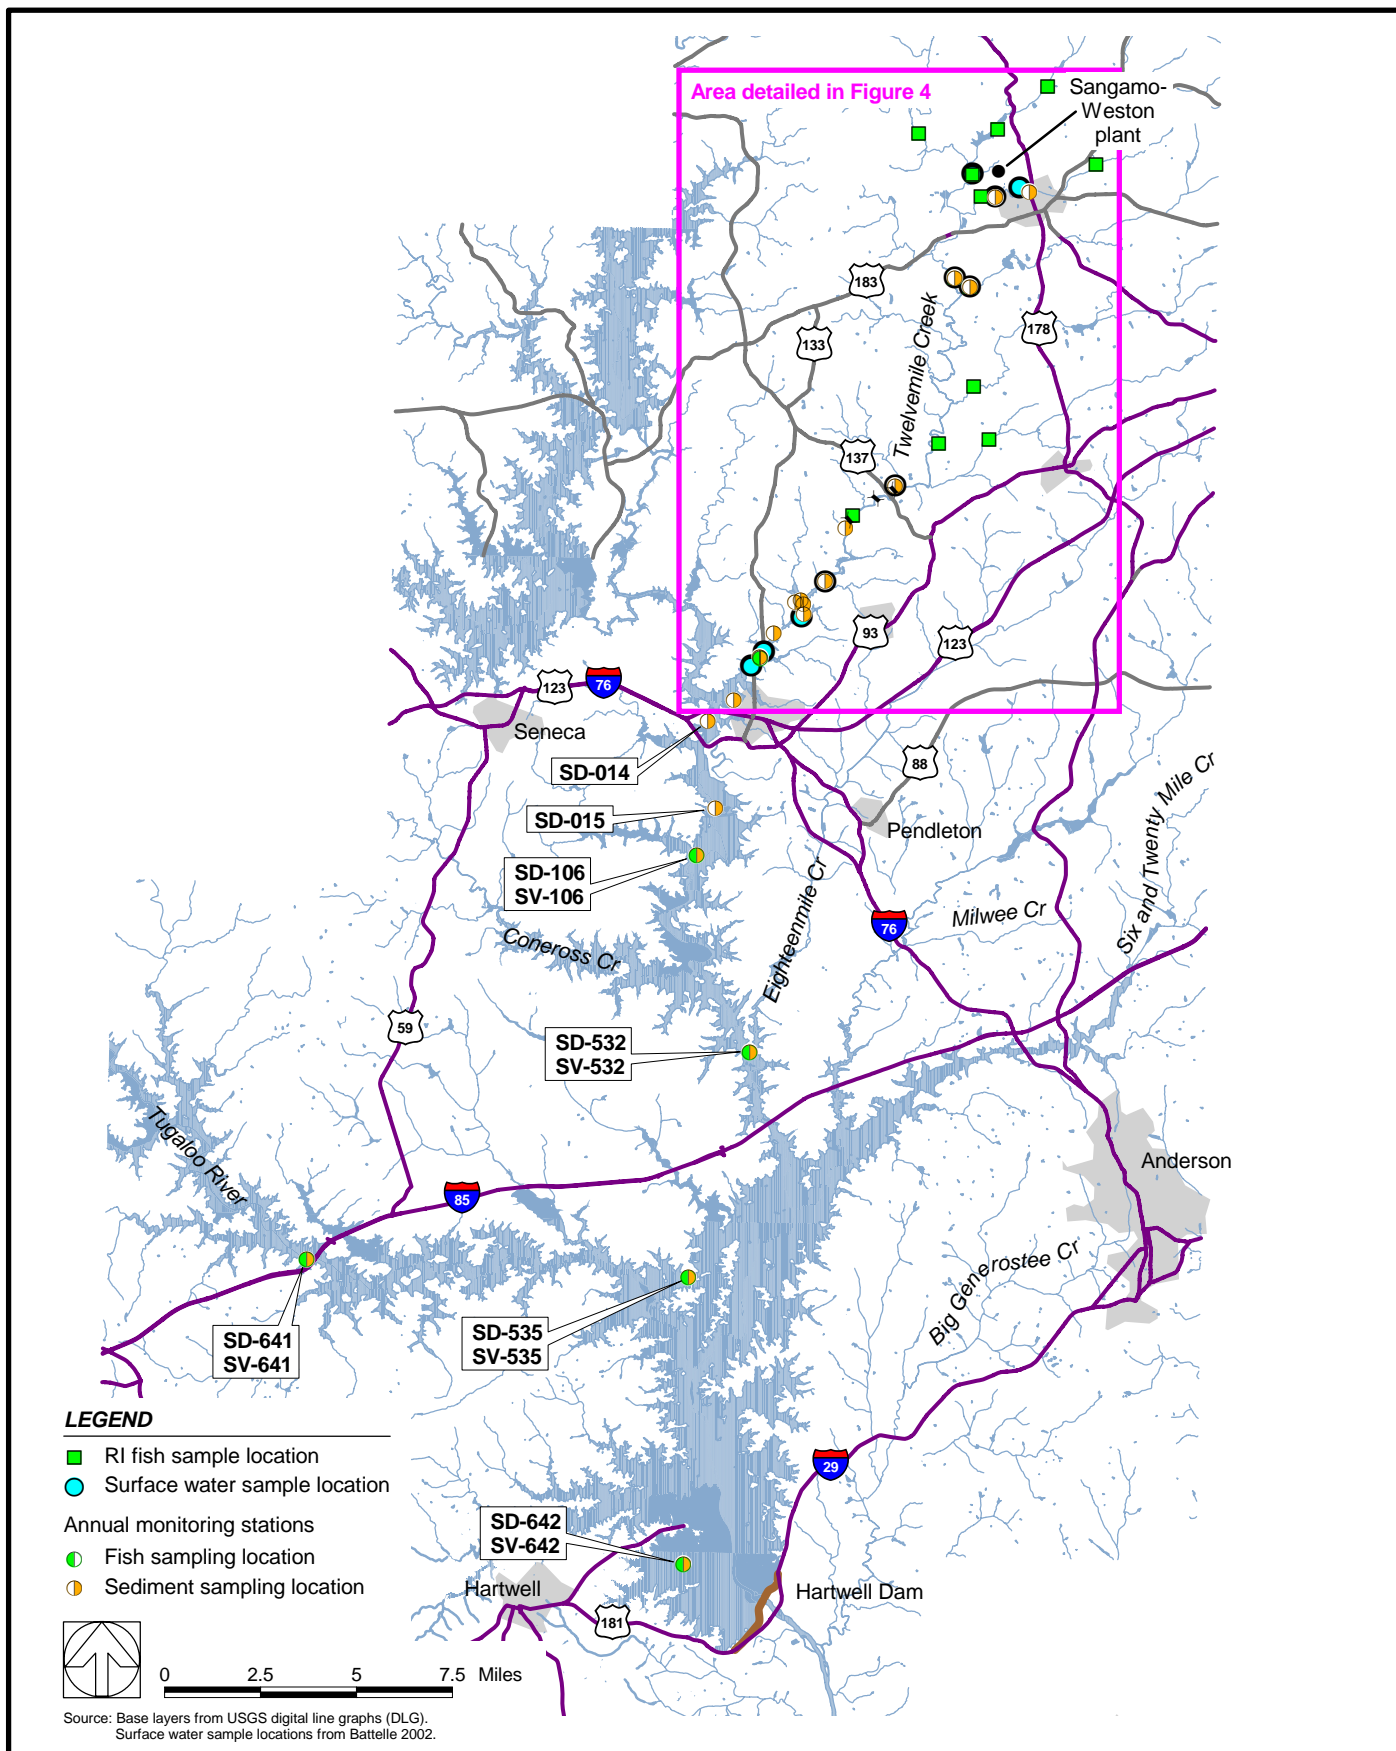 Area detailed in Figure 4
Sangamo-
Weston
plant
183
178
133
Twelvemile Creek
137
93
123
123
76
Seneca
SD-014
88
SD-015
Pendleton
SD-106
SV-106
Six and Twenty Mile Cr
Eighteenmile Cr
Milwee Cr
76
Coneross Cr
59
SD-532
SV-532
Tugaloo River
Anderson
85
Big Generostee Cr
SD-641
SV-641
SD-535
SV-535
LEGEND
RI fish sample location
Surface water sample location
Annual monitoring stations
Fish sampling location
Sediment sampling location
29
SD-642
SV-642
Hartwell
Hartwell Dam
181
0 2.5 5 7.5 Miles
Source: Base layers from USGS digital line graphs (DLG).
Surface water sample locations from Battelle 2002.